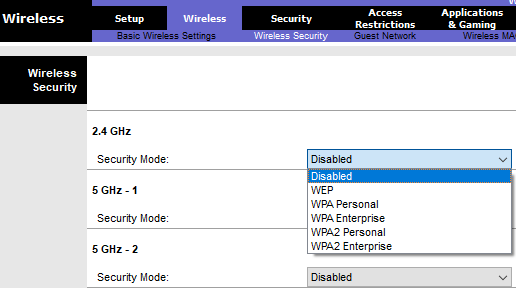 Wireless
Setup Wireless Security Access Restrictions Applications & Gaming
Basic Wireless Settings Wireless Security Guest Network Wireless
Wireless Security
2.4 GHz
Security Mode: Disabled
Disabled
WEP
WPA Personal
WPA Enterprise
WPA2 Personal
WPA2 Enterprise
5 GHz - 1
Security Mode:
5 GHz - 2
Security Mode: Disabled